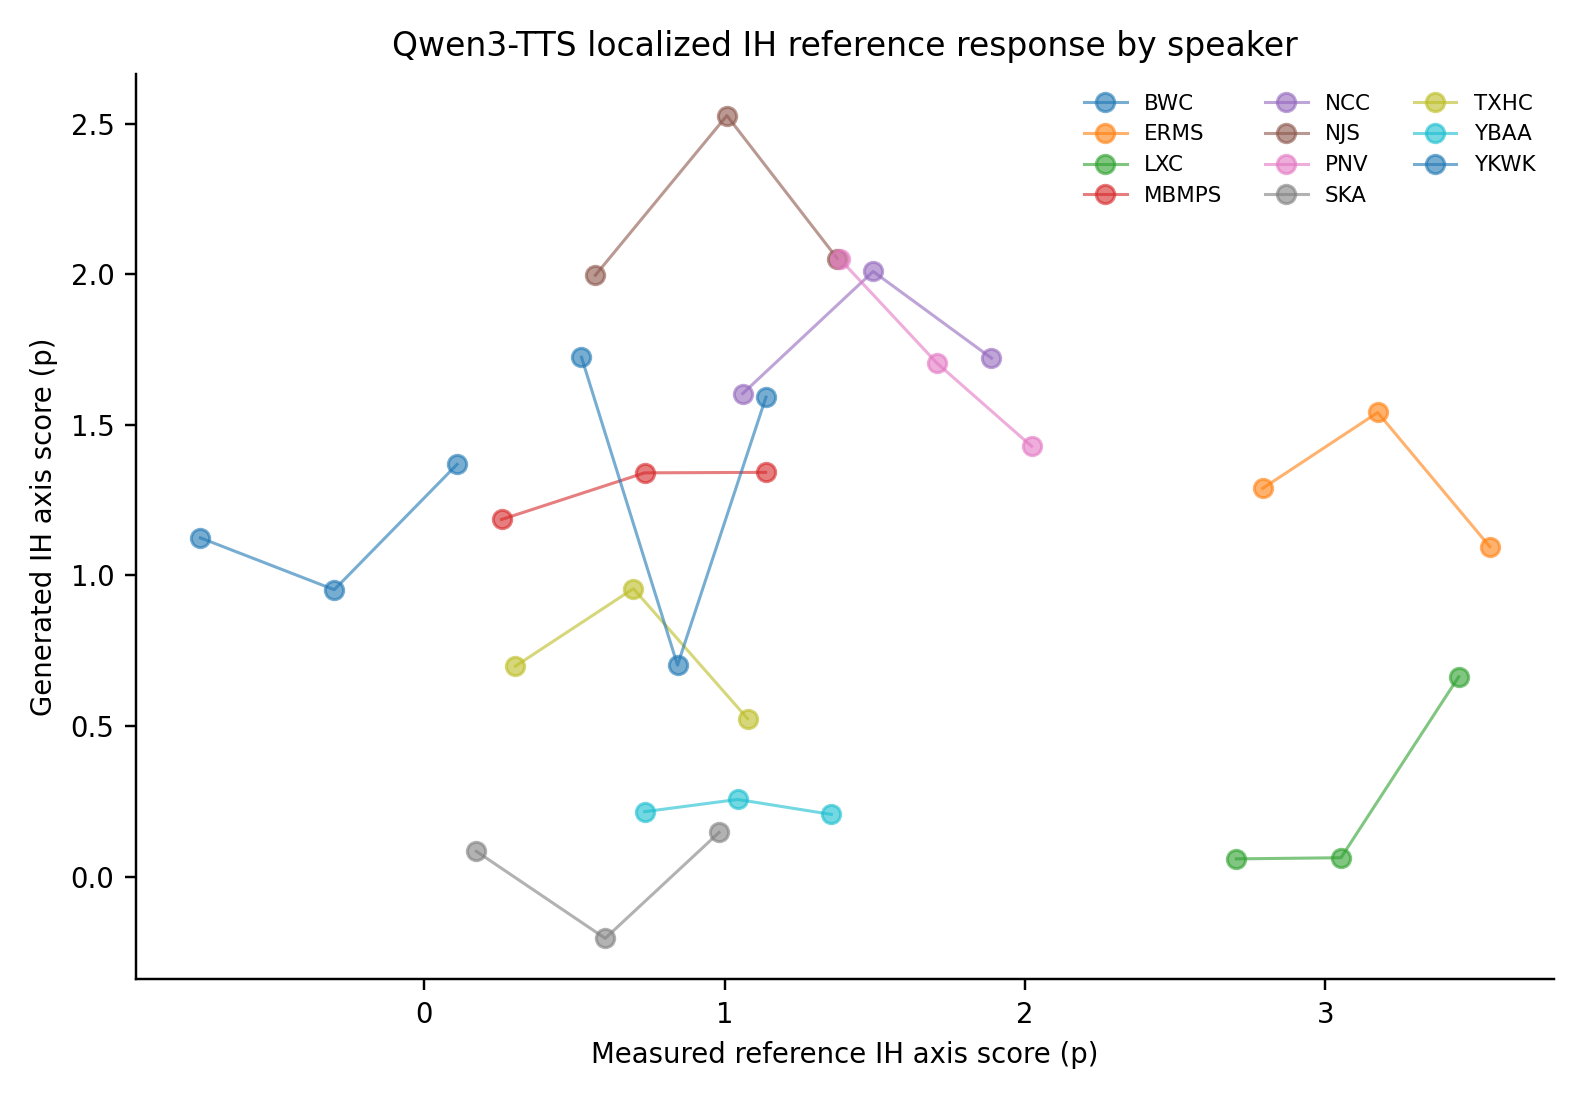 Qwen3-TTS localized IH reference response by speaker
BWC
ERMS
LXC
MBMPS
NCC
NJS
PNV
SKA
TXHC
YBAA
YKWK
Generated IH axis score (p)
2.5
2.0
1.5
1.0
0.5
0.0
0
1
2
3
Measured reference IH axis score (p)